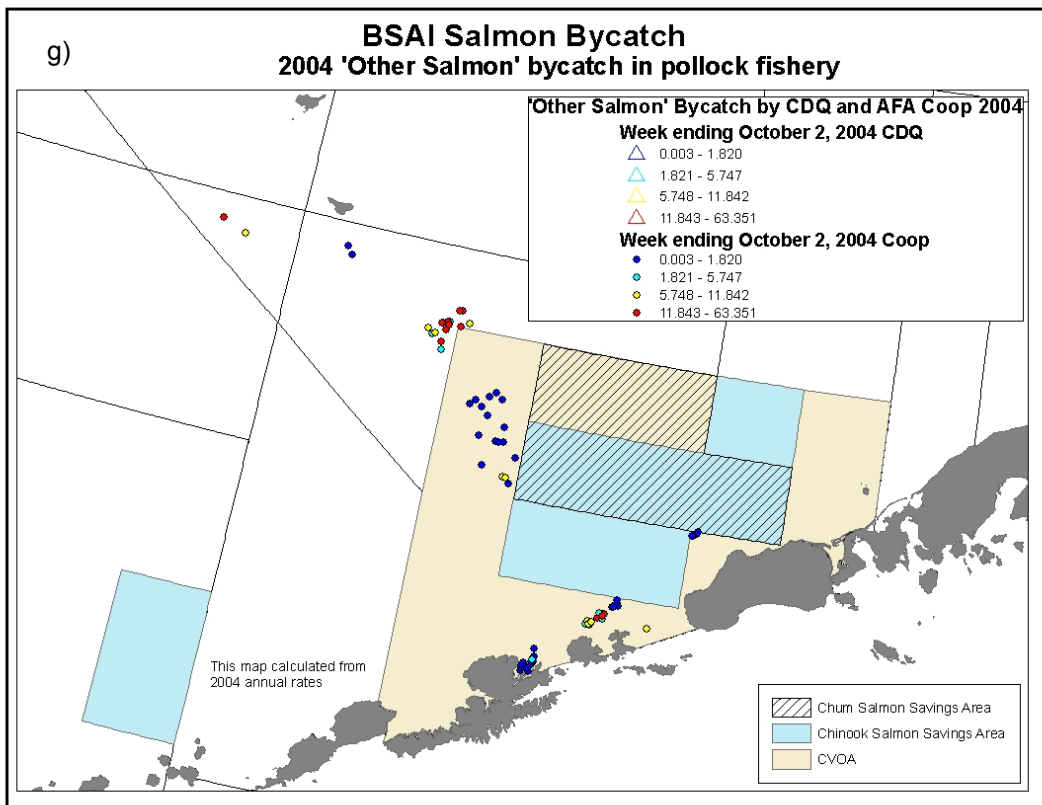 g)
BSAI Salmon Bycatch
2004 'Other Salmon' bycatch in pollock fishery
'Other Salmon' Bycatch by CDQ and AFA Coop 2004
Week ending October 2, 2004 CDQ
0.003 - 1.820
1.821 - 5.747
5.748 - 11.842
11.843 - 63.351
Week ending October 2, 2004 Coop
0.003 - 1.820
1.821 - 5.747
5.748 - 11.842
11.843 - 63.351
This map calculated from
2004 annual rates
Chum Salmon Savings Area
Chinook Salmon Savings Area
CVOA